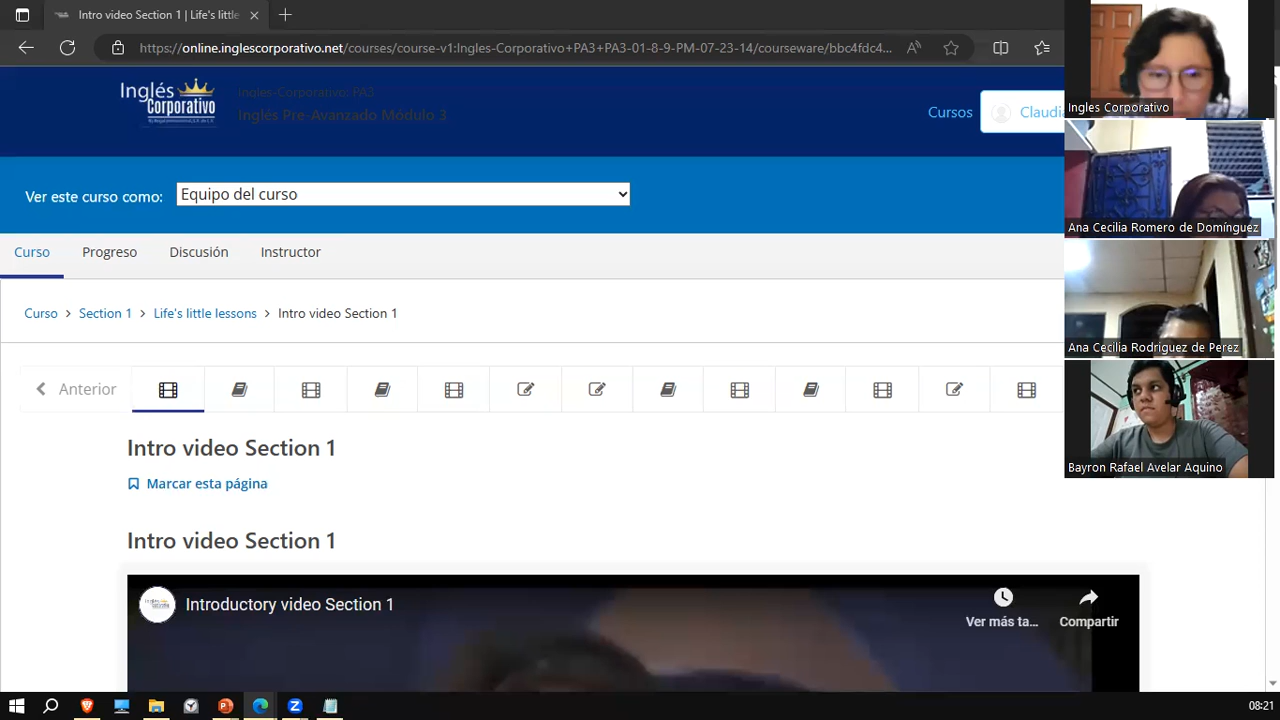 Intro video Section 1 | Life's little
https://online.inglescorporativo.net/courses/course-v1:Ingles-Corporativo+PA3+PA3-01-8-9-PM-07-23-14/courseware/bbc4fdc4...
Inglés
Corporativo
Ingles-Corporativo: PA3
Inglés Pre-Avanzado Módulo 3
Cursos
Claudia
Ver este curso como:
Equipo del curso
Curso
Progreso
Discusión
Instructor
Curso > Section 1 > Life's little lessons > Intro video Section 1
Anterior
Intro video Section 1
Marcar esta página
Intro video Section 1
Introductory video Section 1
Ver más ta...
Compartir
Ingles Corporativo
Ana Cecilia Romero de Domínguez
Ana Cecilia Rodriguez de Perez
Bayron Rafael Avelar Aquino
08:21